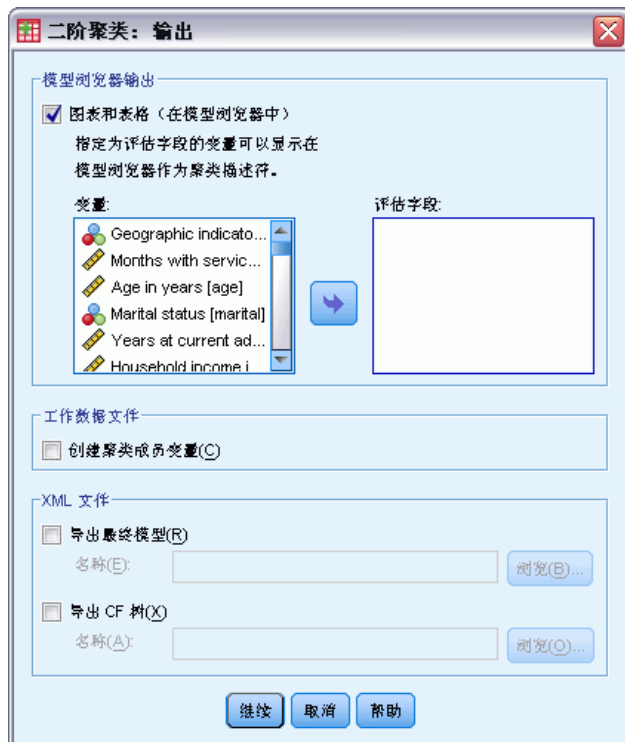 二阶聚类：输出
模型浏览器输出
图表和表格（在模型浏览器中）
指定为评估字段的变量可以显示在
模型浏览器作为聚类描述符。
变量:
评估字段:
Geographic indicato...
Months with servic...
Age in years [age]
Marital status [marital]
Years at current ad...
Household income i
工作数据文件
创建聚类成员变量(C)
XML 文件
导出最终模型(R)
名称(E):
浏览(B)...
导出 CF 树(X)
名称(A):
浏览(O)...
继续
取消
帮助